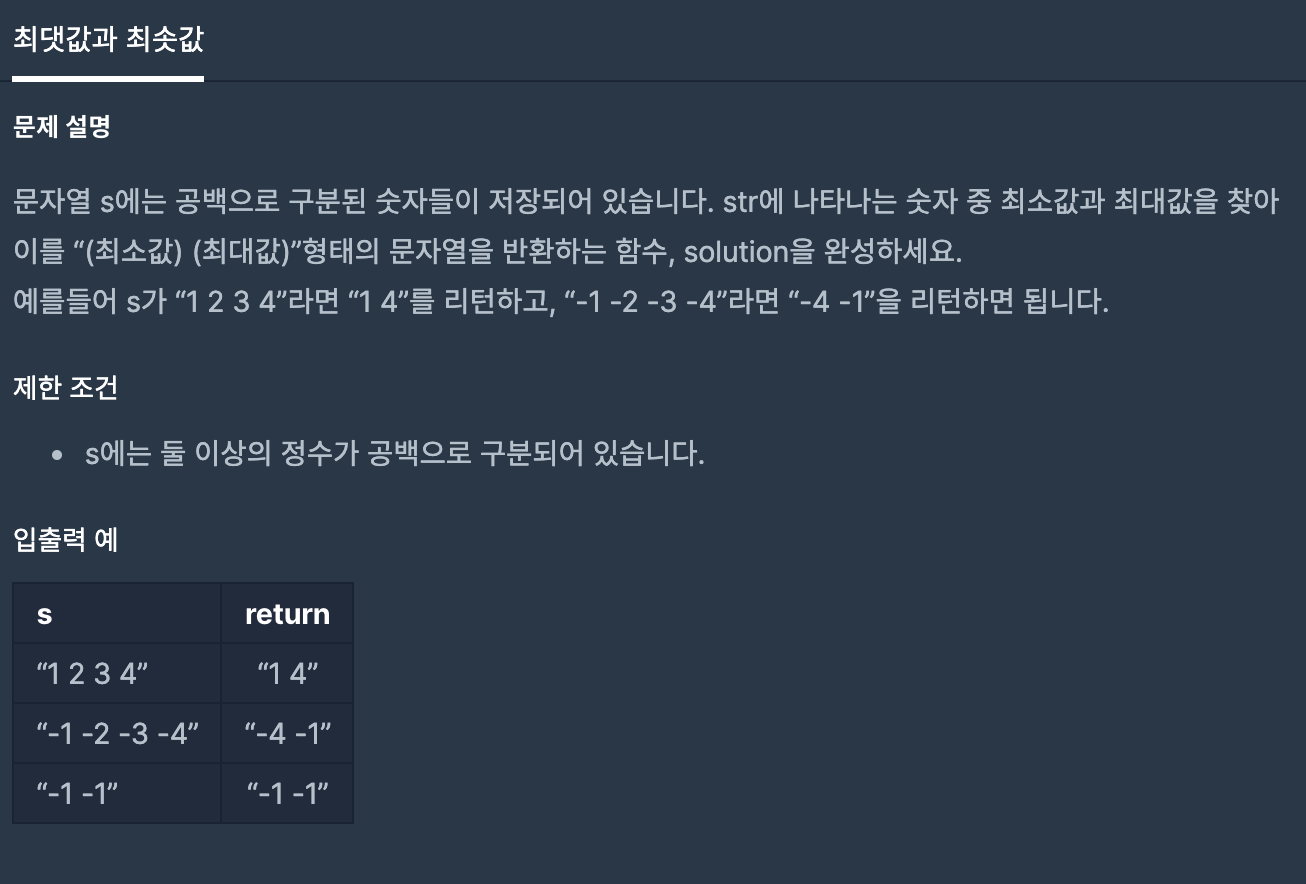 최댓값과 최솟값
문제 설명
문자열 s에는 공백으로 구분된 숫자들이 저장되어 있습니다. str에 나타나는 숫자 중 최소값과 최대값을 찾아
이를 “(최소값) (최대값)”형태의 문자열을 반환하는 함수, solution을 완성하세요.
예를들어 s가 “1 2 3 4”라면 “1 4”를 리턴하고, “-1 -2 -3 -4”라면 “-4 -1”을 리턴하면 됩니다.
제한 조건
• s에는 둘 이상의 정수가 공백으로 구분되어 있습니다.
입출력 예
s return
“1 2 3 4” “1 4”
“-1 -2 -3 -4” “-4 -1”
“-1 -1” “-1 -1”